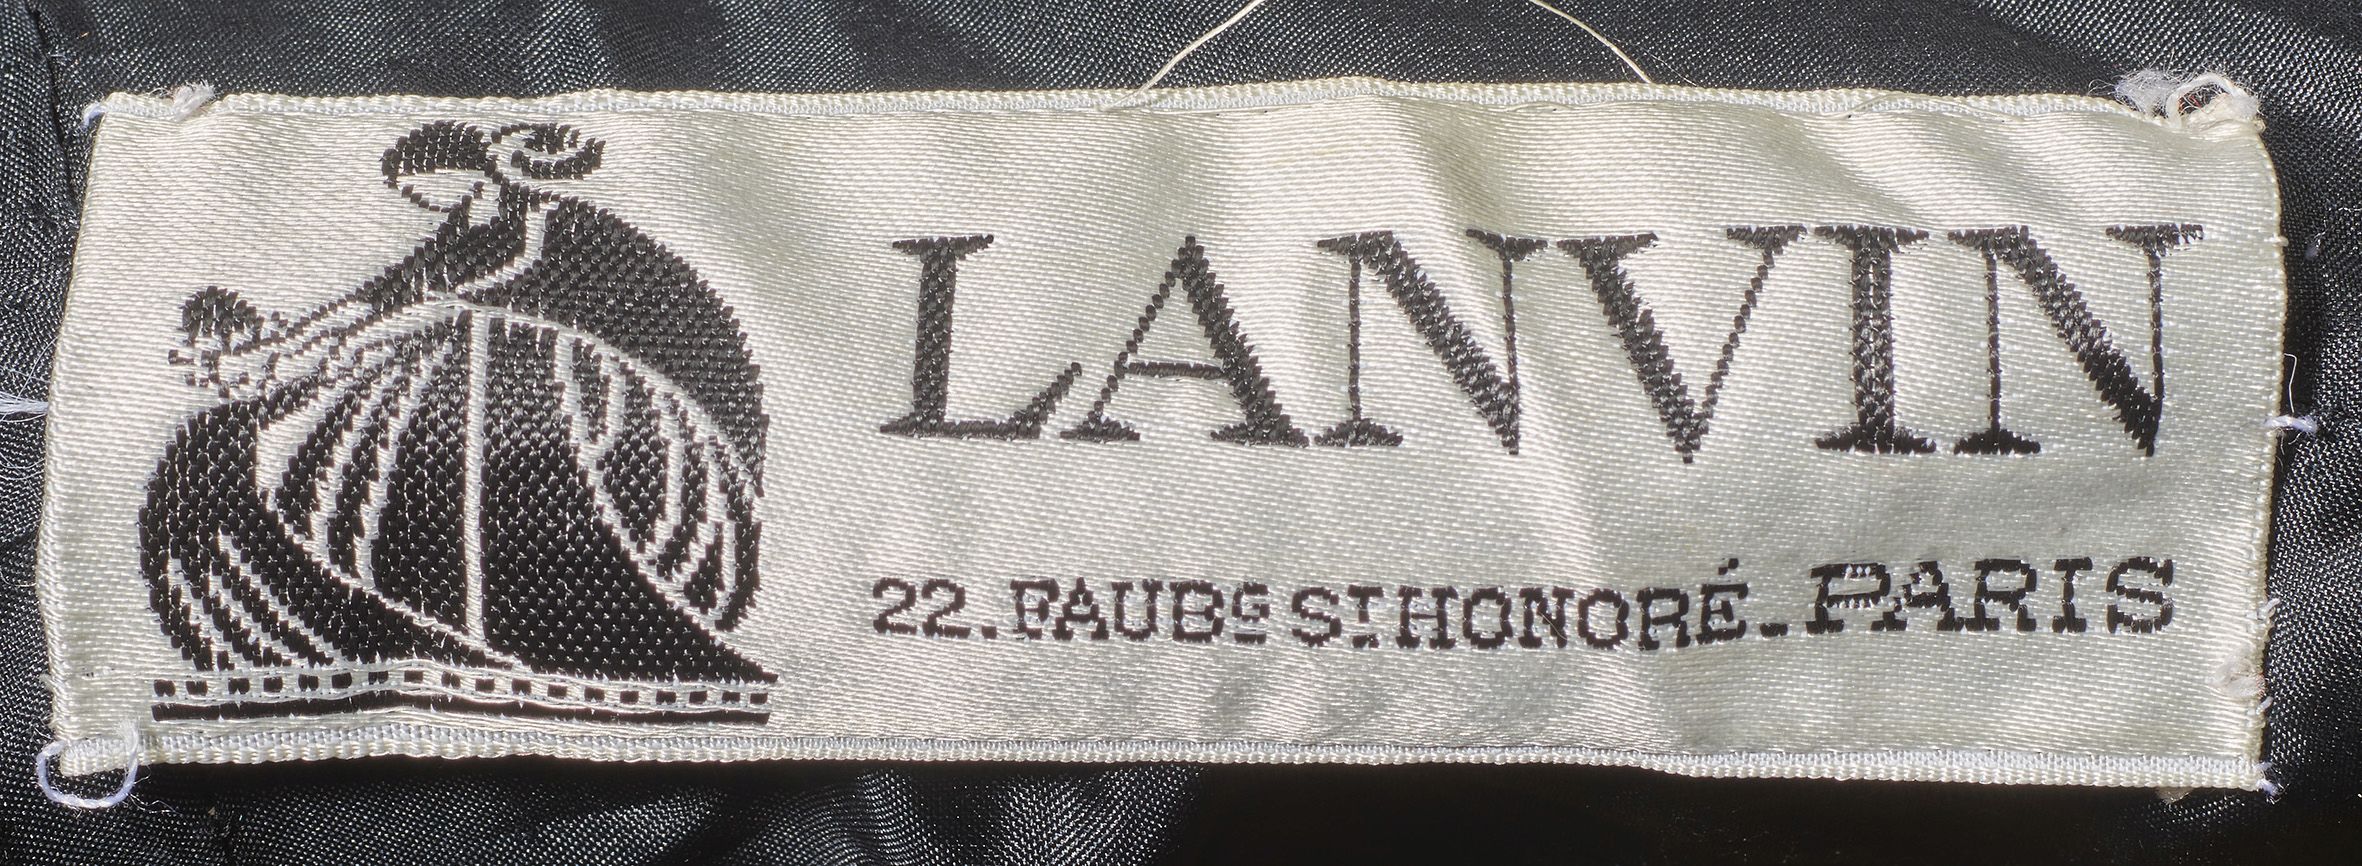 LANVIN
22. FAUBG ST HONORÉ. PARIS